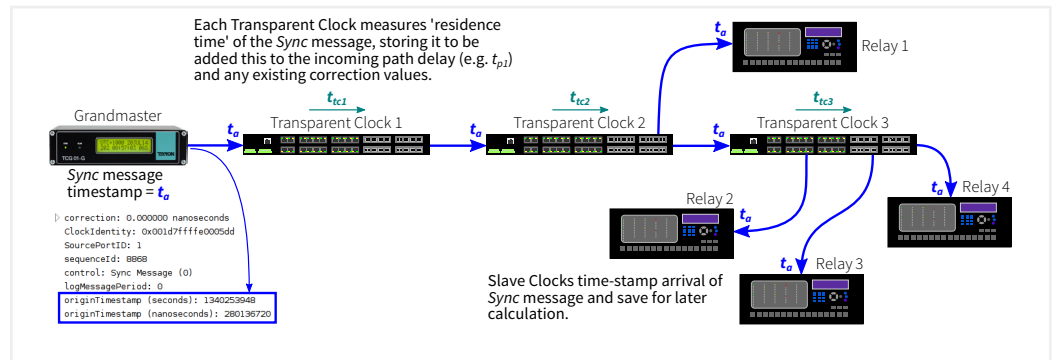 Each Transparent Clock measures 'residence
time' of the Sync message, storing it to be
added this to the incoming path delay (e.g. tp1)
and any existing correction values.
ta
Relay 1
ttc1
ttc2
ttc3
Grandmaster
ta
Transparent Clock 1
Transparent Clock 2
ta
Transparent Clock 3
TCG 01-G
TEKRON
Sync message
timestamp = ta
Relay 2
ta
ta
Relay 4
correction: 0.000000 nanoseconds
ClockIdentity: 0x001d7ffffe0005dd
SourcePortID: 1
sequenceId: 8868
control: Sync Message (0)
logMessagePeriod: 0
originTimestamp (seconds): 1340253948
originTimestamp (nanoseconds): 280136720
ta
Relay 3
Slave Clocks time-stamp arrival of
Sync message and save for later
calculation.